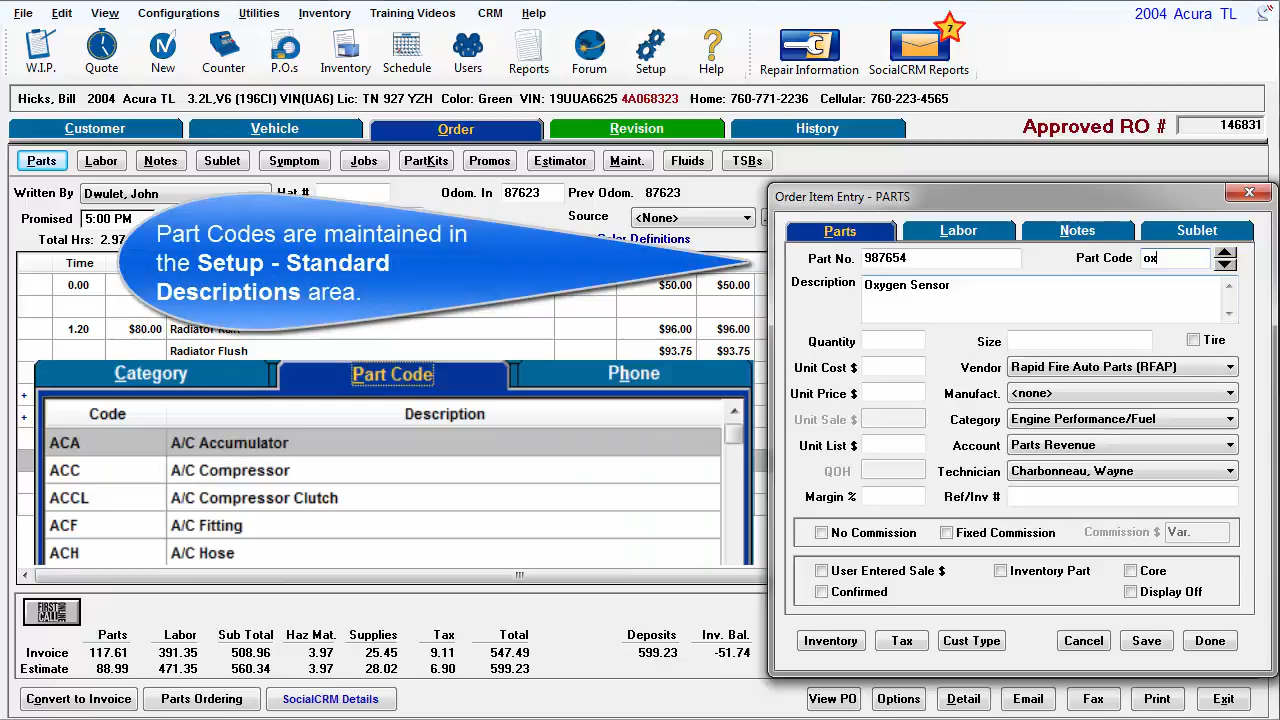 File Edit View Configurations Utilities Inventory Training Videos CRM Help 2004 Acura TL
7
W.I.P. Quote New Counter P.O.s Inventory Schedule Users Reports Forum Setup Help Repair Information SocialCRM Reports
Hicks, Bill 2004 Acura TL 3.2L,V6 (196CI) VIN(UA6) Lic: TN 927 YZH Color: Green VIN: 19UUA6625 4A068323 Home: 760-771-2236 Cellular: 760-223-4565
Customer Vehicle Order Revision History Approved RO # 146831
Parts Labor Notes Sublet Symptom Jobs PartKits Promos Estimator Maint. Fluids TSBs
Written By Dwulet, John Hat # Odom. In 87623 Prev Odom. 87623
Promised 5:00 PM Source <None>
Total Hrs: 2.97 Color Definitions
Part Codes are maintained in
the Setup - Standard
Descriptions area.
Time
0.00 $50.00 $50.00
1.20 $80.00 $96.00 $96.00
Radiator Flush $93.75 $93.75
Category Part Code Phone
Code Description
ACA A/C Accumulator
ACC A/C Compressor
ACCL A/C Compressor Clutch
ACF A/C Fitting
ACH A/C Hose
FIRST
CALL
Parts Labor Sub Total Haz Mat. Supplies Tax Total Deposits Inv. Bal.
Invoice 117.61 391.35 508.96 3.97 25.45 9.11 547.49 599.23 -51.74
Estimate 88.99 471.35 560.34 3.97 28.02 6.90 599.23
Convert to Invoice Parts Ordering SocialCRM Details View PO Options Detail Email Fax Print Exit
Order Item Entry - PARTS
Parts Labor Notes Sublet
Part No. 987654 Part Code ox
Description Oxygen Sensor
Quantity Size Tire
Unit Cost $ Vendor Rapid Fire Auto Parts (RFAP)
Unit Price $ Manufact. <none>
Unit Sale $ Category Engine Performance/Fuel
Unit List $ Account Parts Revenue
QOH Technician Charbonneau, Wayne
Margin % Ref/Inv #
No Commission Fixed Commission Commission $ Var.
User Entered Sale $ Inventory Part Core
Confirmed Display Off
Inventory Tax Cust Type Cancel Save Done